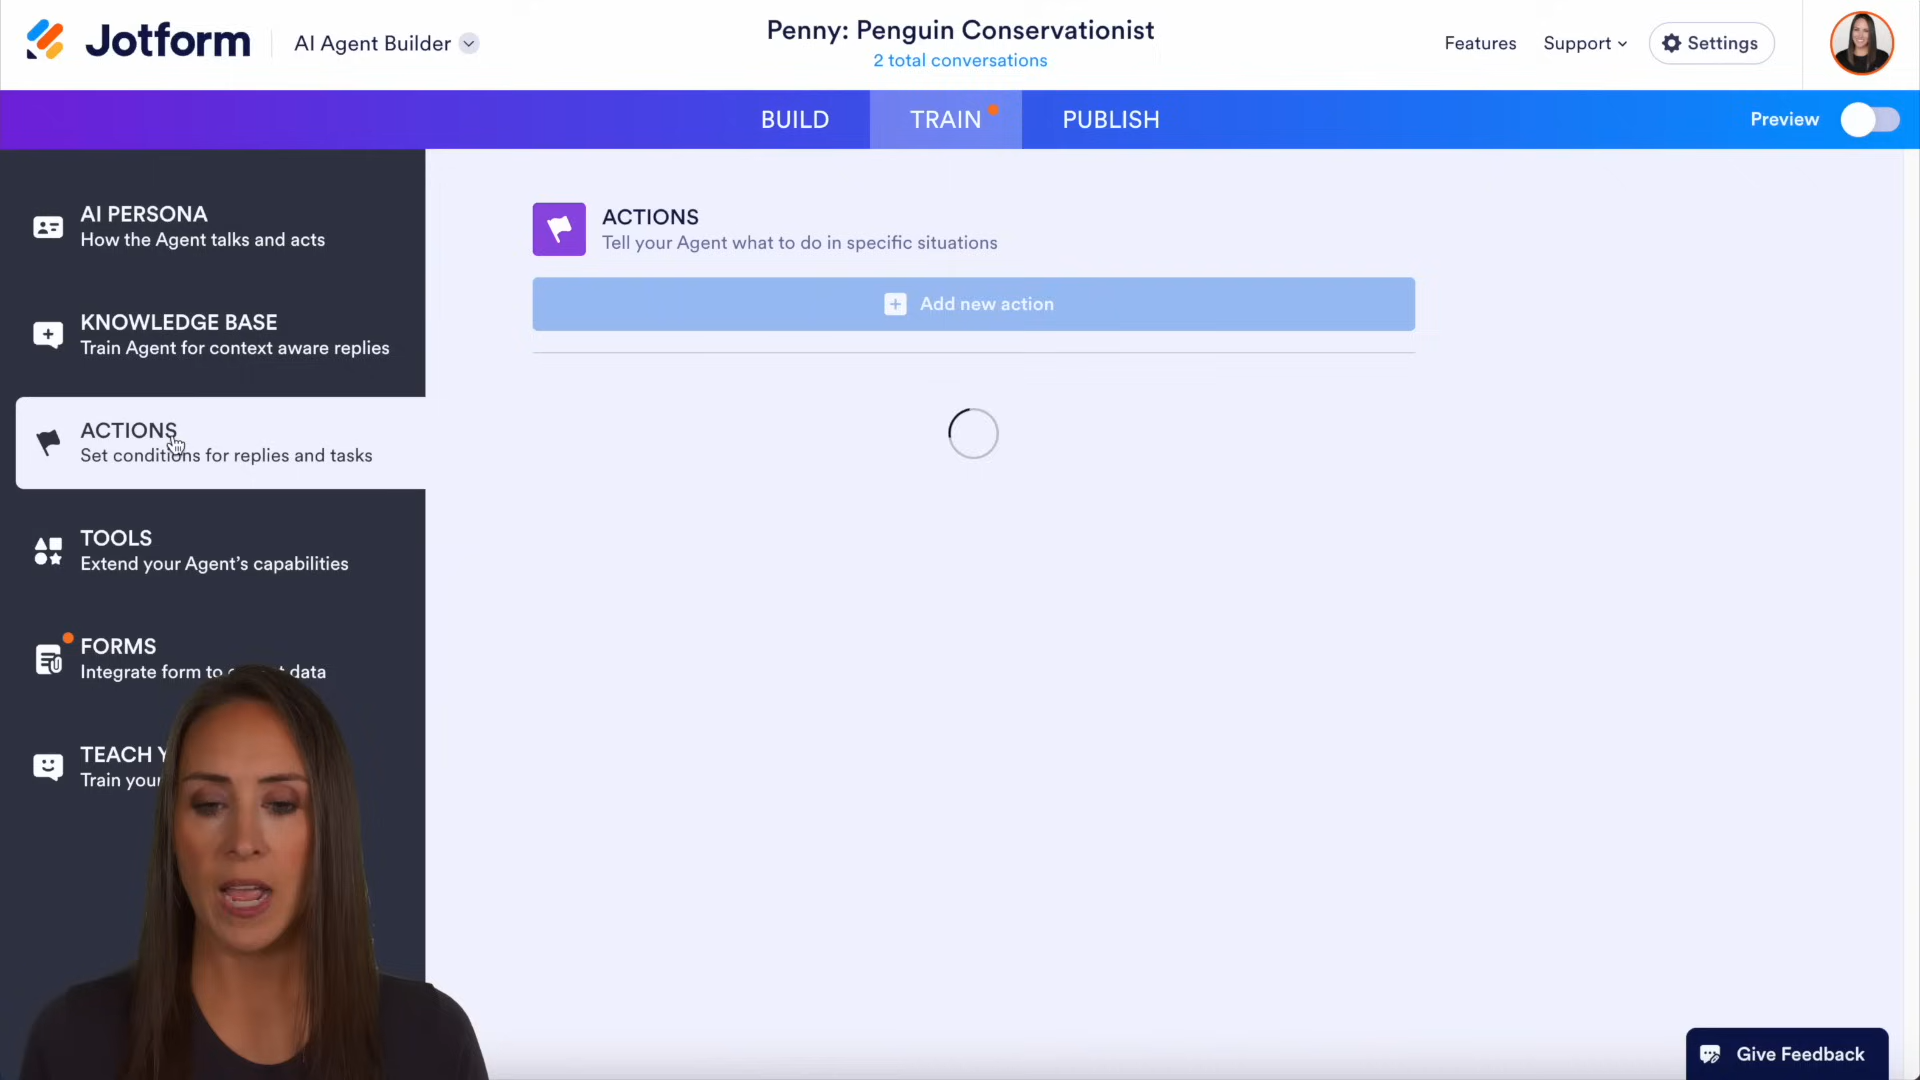 Jotform
AI Agent Builder
Penny: Penguin Conservationist
2 total conversations
Features
Support
Settings
BUILD
TRAIN
PUBLISH
Preview
AI PERSONA
How the Agent talks and acts
KNOWLEDGE BASE
Train Agent for context aware replies
ACTIONS
Set conditions for replies and tasks
TOOLS
Extend your Agent's capabilities
FORMS
Integrate form to data
TEACH
Train your
ACTIONS
Tell your Agent what to do in specific situations
Add new action
Give Feedback